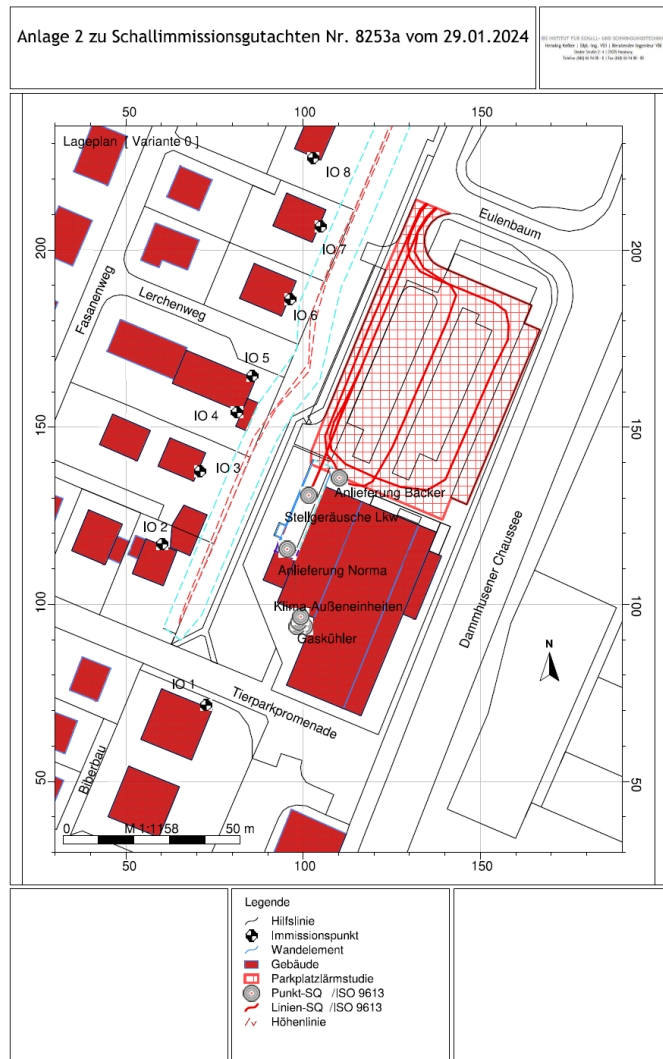 Anlage 2 zu Schallimmissionsgutachten Nr. 8253a vom 29.01.2024
50
100
150
Lageplan [ Variante 0 ]
IO 8
Eulenbaum
IO 7
200
200
Fasanenweg
Lerchenweg
IO 6
IO 5
IO 4
150
150
IO 3
Anlieferung Bäcker
Stellgeräusche Lkw
IO 2
Anlieferung Norma
Dammhusener Chaussee
100
100
Klima-Außeneinheiten
Gaskühler
N
IO 1
Tierparkpromenade
Biberbau
50
50
0 M 1:1158 50 m
50
100
150
Legende
Hilfslinie
Immissionspunkt
Wandelement
Gebäude
Parkplatzlärmstudie
Punkt-SQ /ISO 9613
Linien-SQ /ISO 9613
Höhenlinie